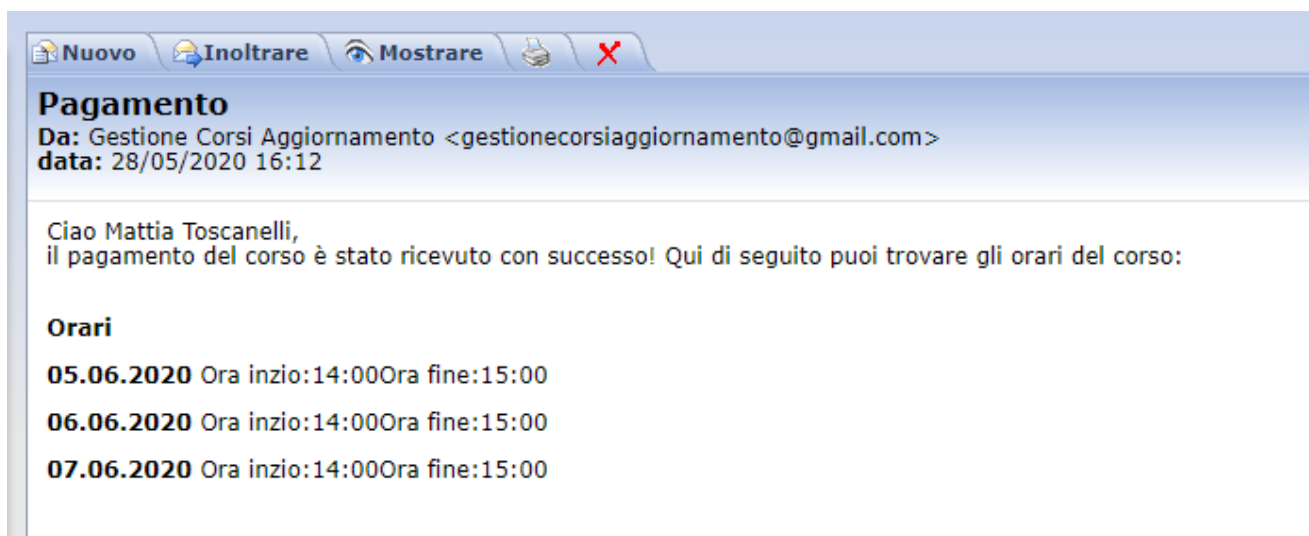 Nuovo Inoltrare Mostrare
Pagamento
Da: Gestione Corsi Aggiornamento <gestionecorsiaggiornamento@gmail.com>
data: 28/05/2020 16:12
Ciao Mattia Toscanelli,
il pagamento del corso è stato ricevuto con successo! Qui di seguito puoi trovare gli orari del corso:
Orari
05.06.2020 Ora inzio:14:00Ora fine:15:00
06.06.2020 Ora inzio:14:00Ora fine:15:00
07.06.2020 Ora inzio:14:00Ora fine:15:00